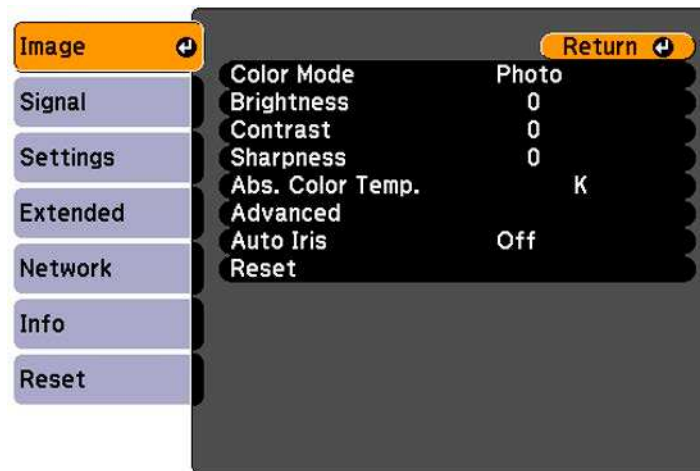 Image
Signal
Settings
Extended
Network
Info
Reset
Return
Color Mode Photo
Brightness 0
Contrast 0
Sharpness 0
Abs. Color Temp. K
Advanced
Auto Iris Off
Reset